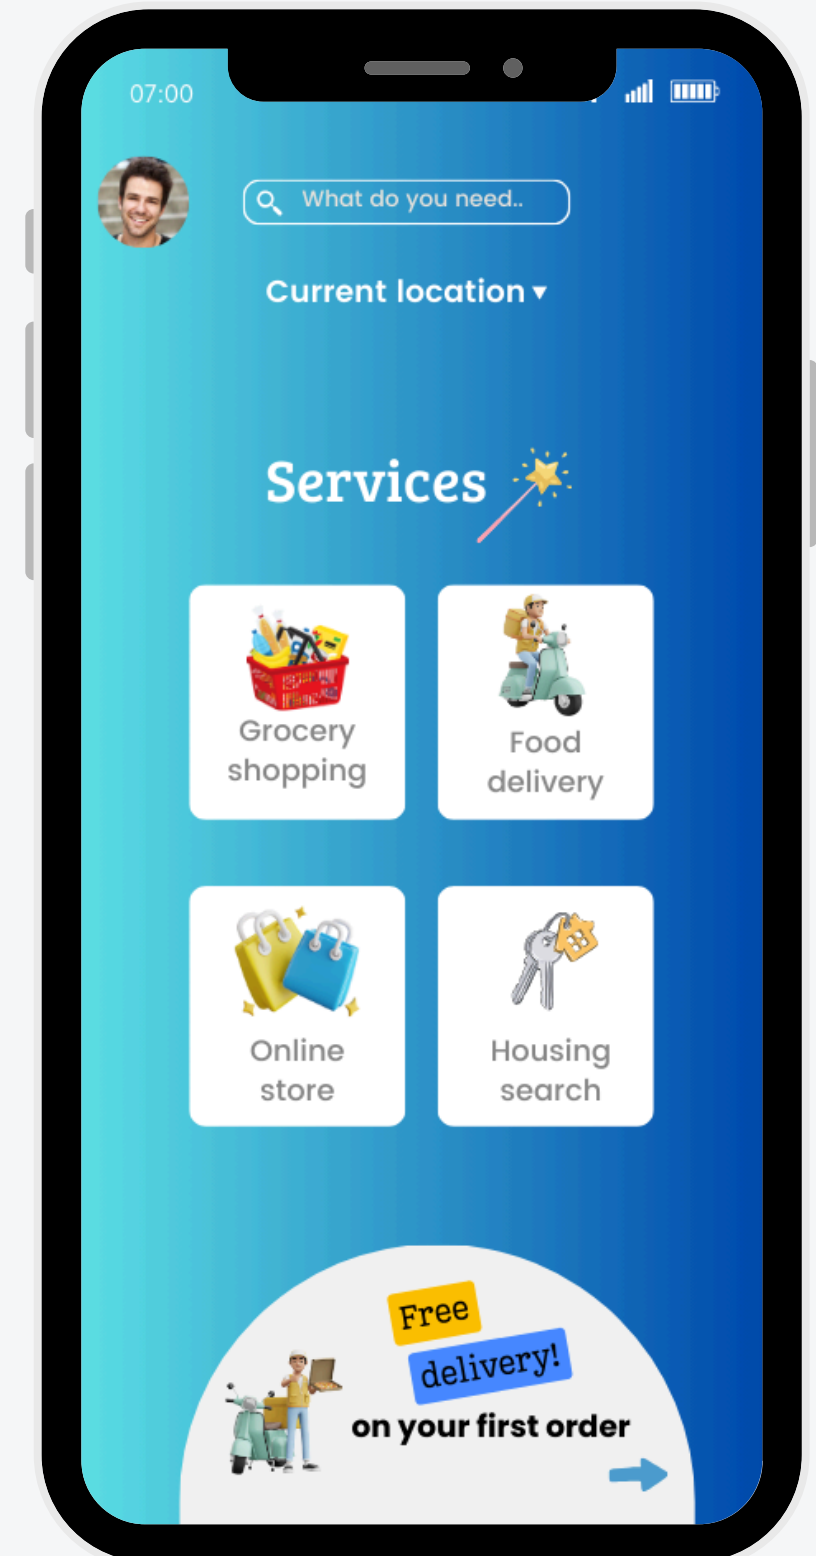 07:00
What do you need..
Current location ▾
Services
Grocery
shopping
Food
delivery
Online
store
Housing
search
Free
delivery!
on your first order